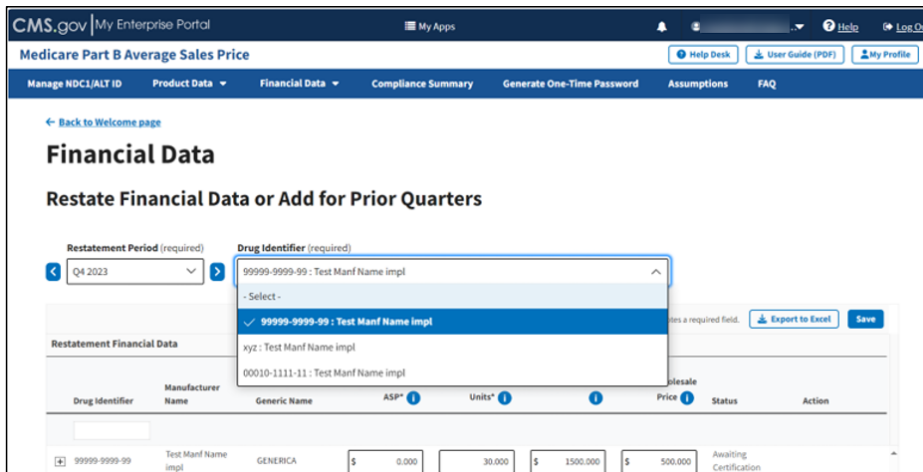 CMS.gov My Enterprise Portal
My Apps
Help
Log O
Medicare Part B Average Sales Price
Help Desk
User Guide (PDF)
My Profile
Manage NDC1/ALT ID
Product Data
Financial Data
Compliance Summary
Generate One-Time Password
Assumptions
FAQ
← Back to Welcome page
Financial Data
Restate Financial Data or Add for Prior Quarters
Restatement Period (required)
Drug Identifier (required)
Q4 2023
99999-9999-99 : Test Manf Name impl
- Select -
99999-9999-99 : Test Manf Name impl
xyz : Test Manf Name impl
00010-1111-11 : Test Manf Name impl
a required field.
Export to Excel
Save
Restatement Financial Data
Drug Identifier
Manufacturer
Name
Generic Name
ASP*
Units*
olesale
Price
Status
Action
99999-9999-99
Test Manf Name
impl
GENERICA
$ 0.000
30.000
$ 1500.000
$ 500.000
Awaiting
Certification